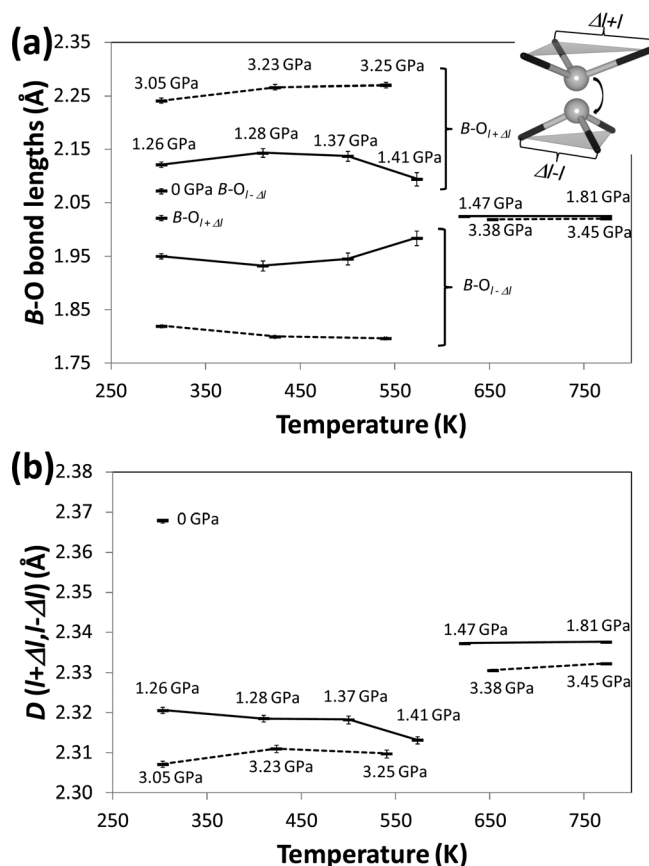 (a)
Δl+l
Δl-l
B-O bond lengths (Å)
2.35
2.25
2.15
2.05
1.95
1.85
1.75
3.05 GPa
3.23 GPa
3.25 GPa
1.26 GPa
1.28 GPa
1.37 GPa
1.41 GPa
B-Ol+Δl
0 GPa B-Ol-Δl
B-Ol+Δl
1.47 GPa
1.81 GPa
3.38 GPa
3.45 GPa
B-Ol-Δl
250
350
450
550
650
750
Temperature (K)
(b)
D (l+Δl,l-Δl) (Å)
2.38
2.37
2.36
2.35
2.34
2.33
2.32
2.31
2.30
0 GPa
1.47 GPa
1.81 GPa
3.38 GPa
3.45 GPa
1.26 GPa
1.28 GPa
1.37 GPa
1.41 GPa
3.05 GPa
3.23 GPa
3.25 GPa
250
350
450
550
650
750
Temperature (K)